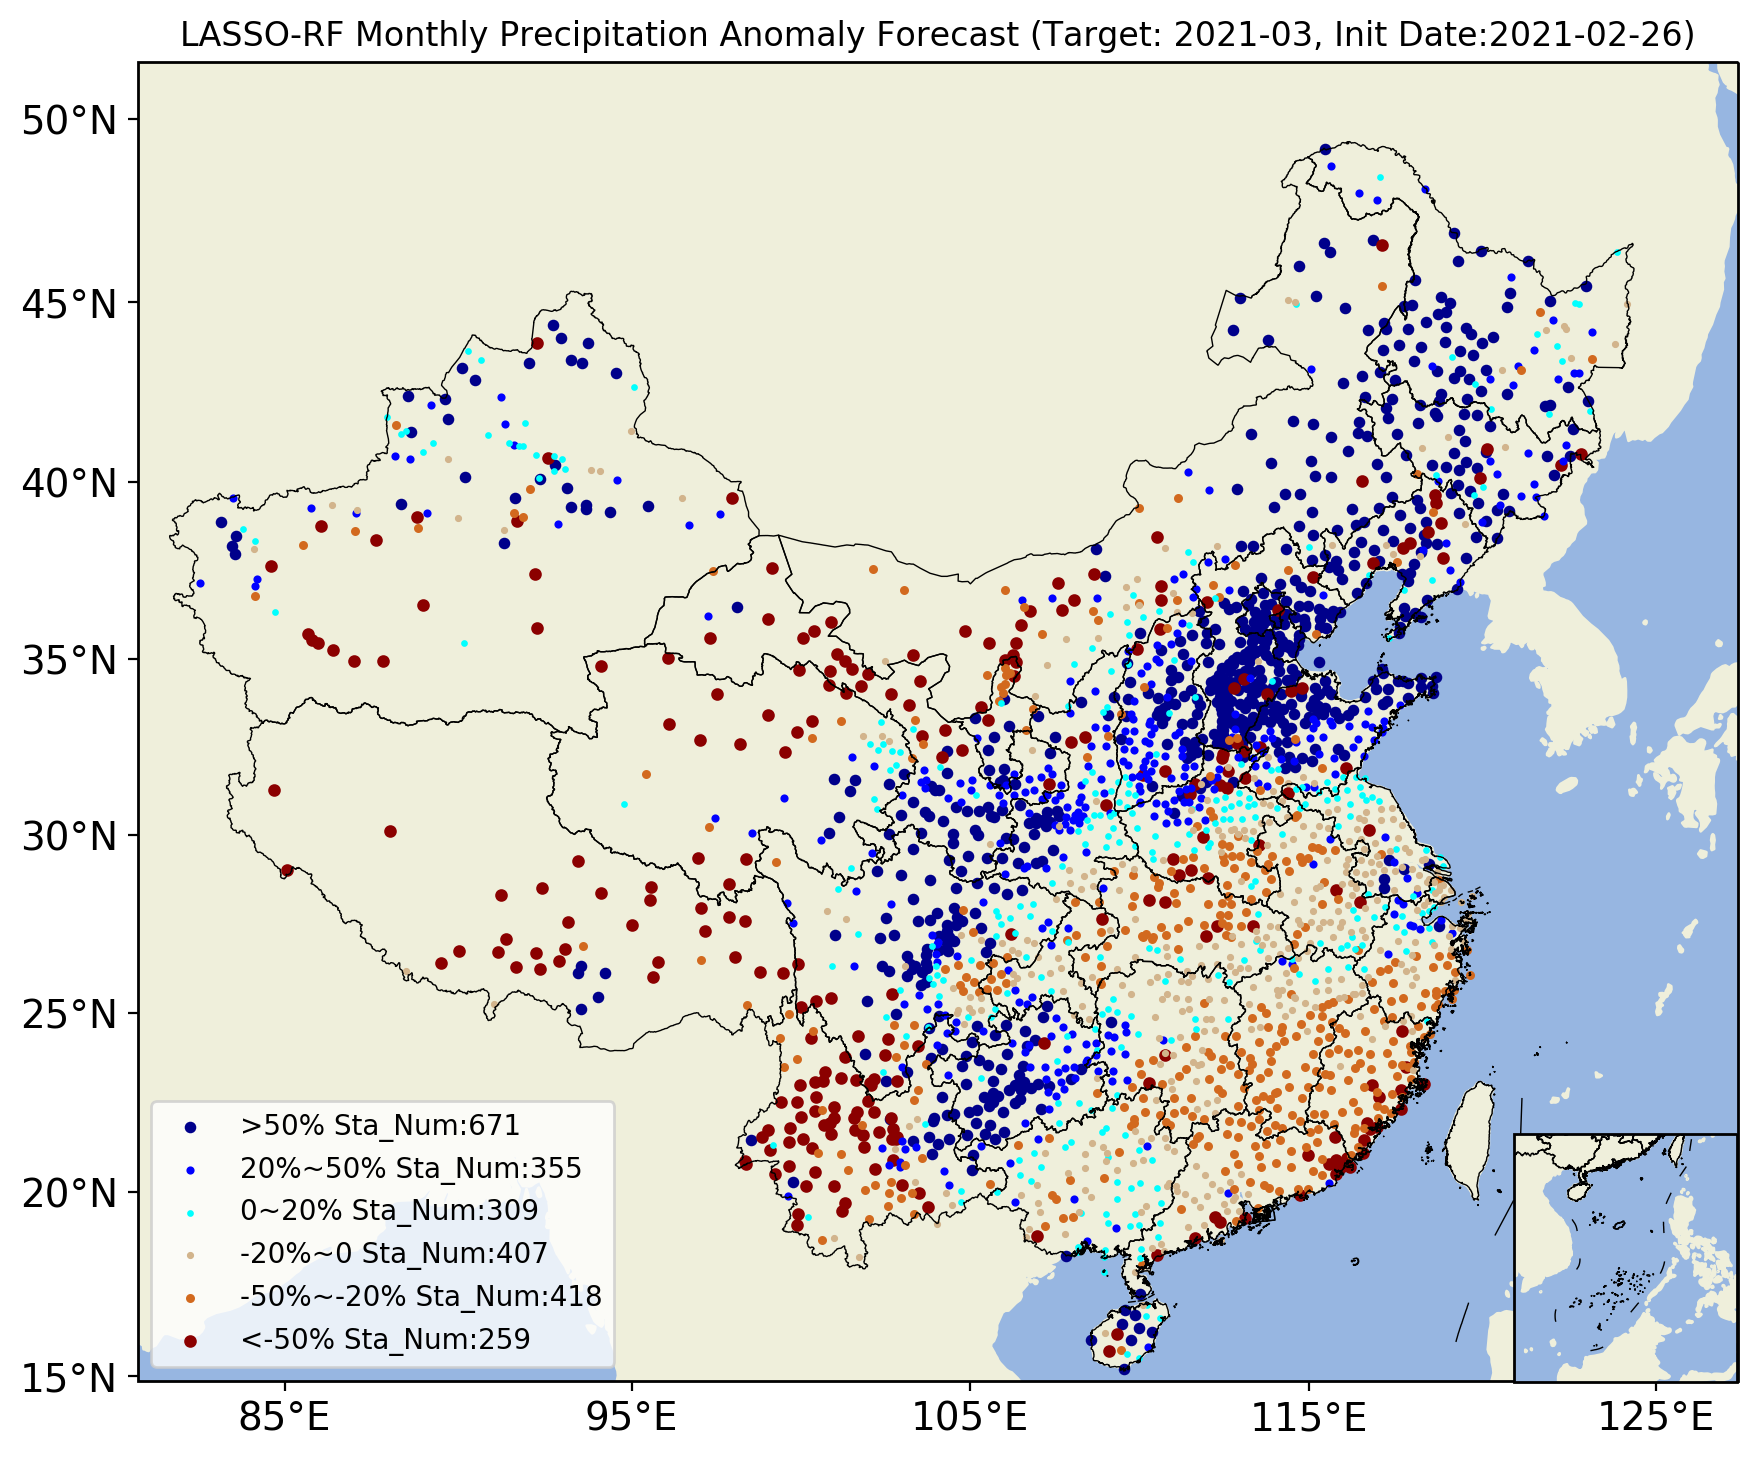 LASSO-RF Monthly Precipitation Anomaly Forecast (Target: 2021-03, Init Date:2021-02-26)
50°N
45°N
40°N
35°N
30°N
25°N
20°N
15°N
>50% Sta_Num:671
20%~50% Sta_Num:355
0~20% Sta_Num:309
-20%~0 Sta_Num:407
-50%~-20% Sta_Num:418
<-50% Sta_Num:259
85°E
95°E
105°E
115°E
125°E